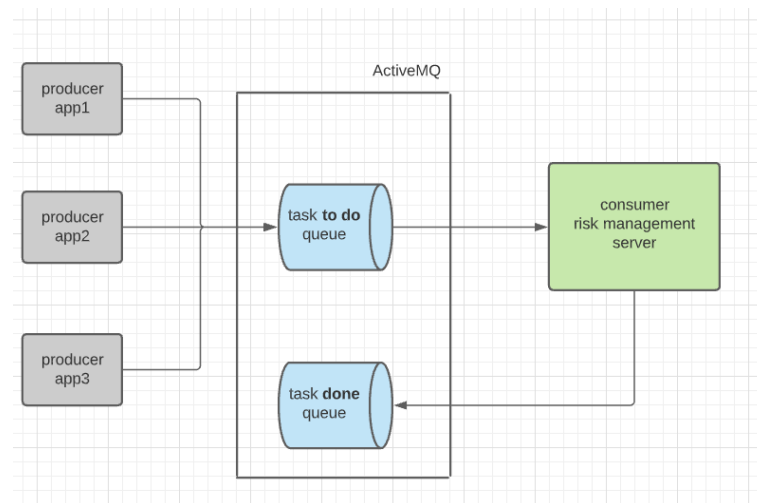 ActiveMQ
producer
app1
producer
app2
task to do
queue
consumer
risk management
server
producer
app3
task done
queue